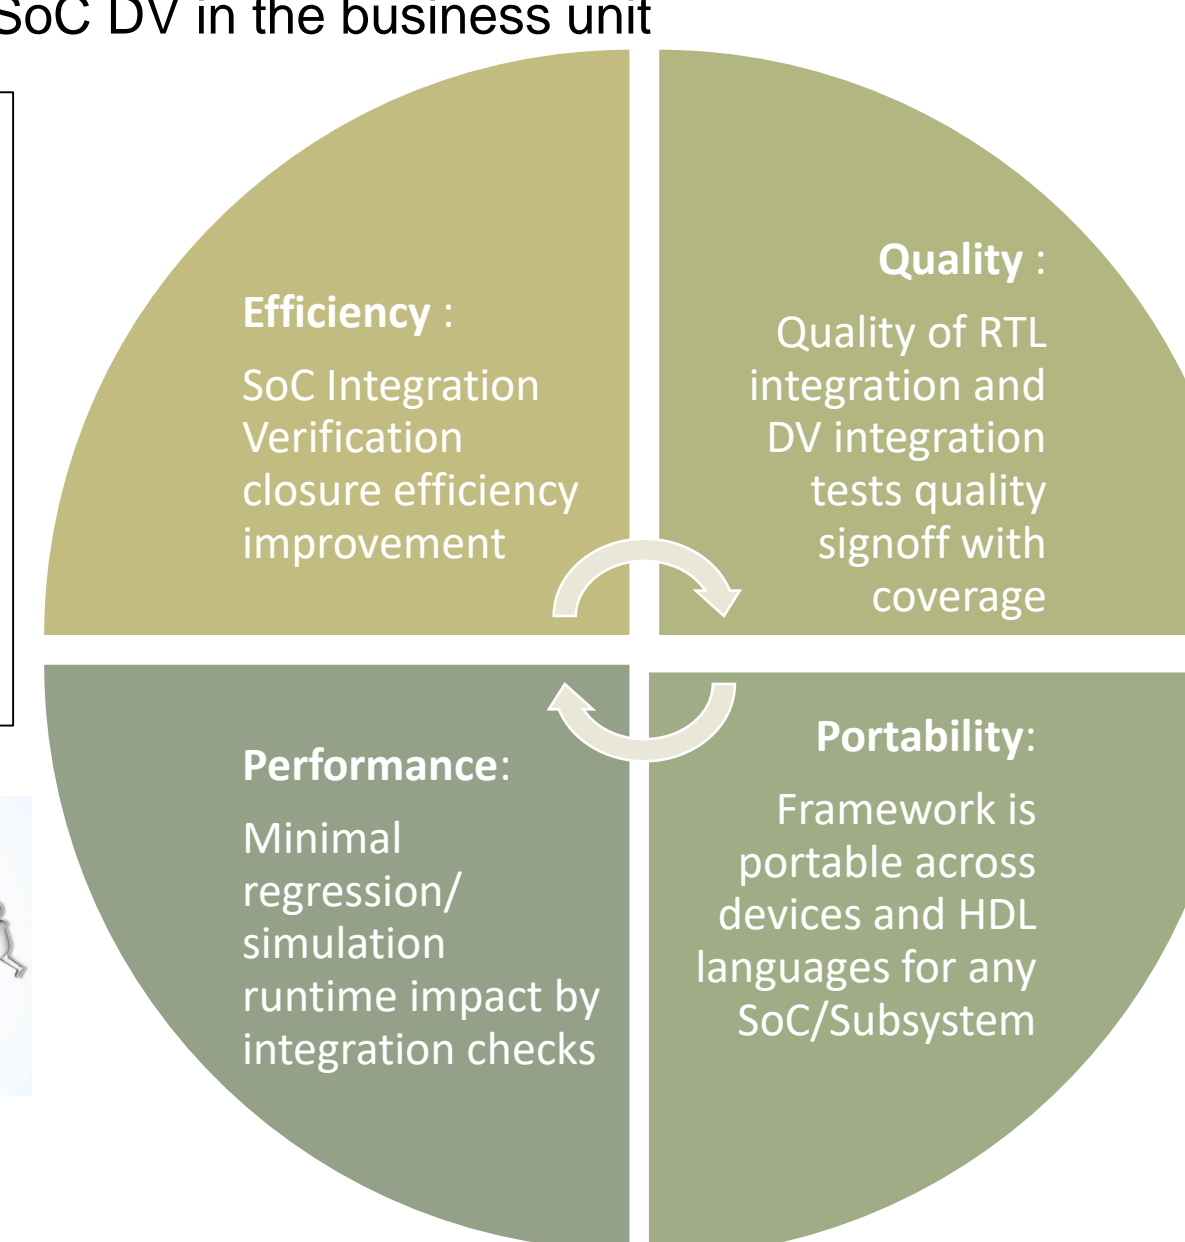 SoC DV in the business unit
Efficiency :
SoC Integration
Verification
closure efficiency
improvement
Quality :
Quality of RTL
integration and
DV integration
tests quality
signoff with
coverage
Performance:
Minimal
regression/
simulation
runtime impact by
integration checks
Portability:
Framework is
portable across
devices and HDL
languages for any
SoC/Subsystem